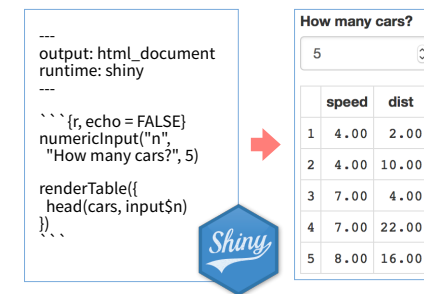 ---
output: html_document
runtime: shiny
---
```{r, echo = FALSE}
numericInput("n",
"How many cars?", 5)
renderTable({
head(cars, input$n)
})
```
Shiny
How many cars?
5
speed dist
1 4.00 2.00
2 4.00 10.00
3 7.00 4.00
4 7.00 22.00
5 8.00 16.00